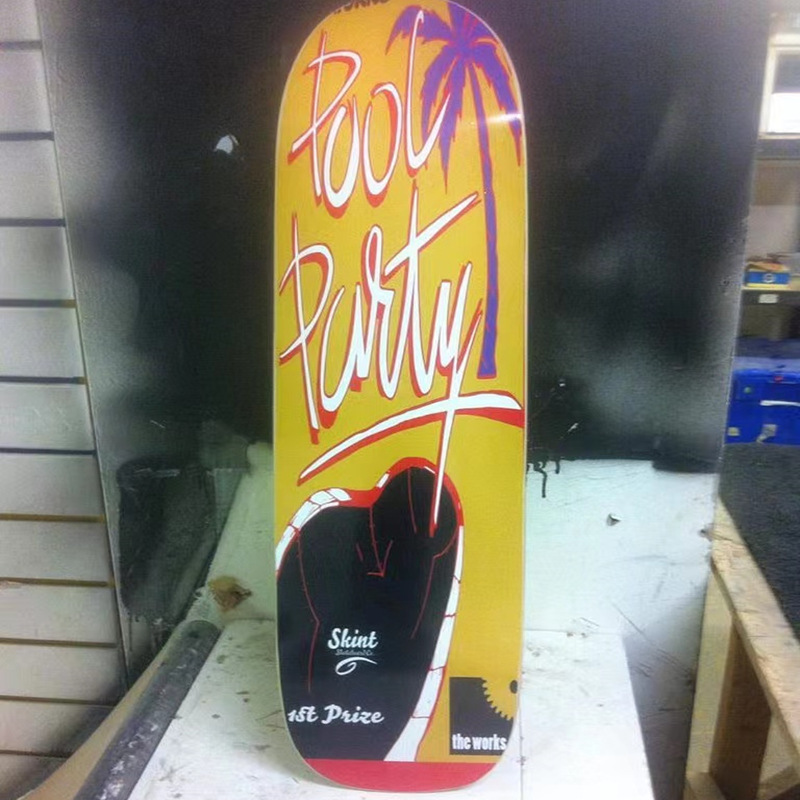 Pool
Party
Skint
1st Prize
the works